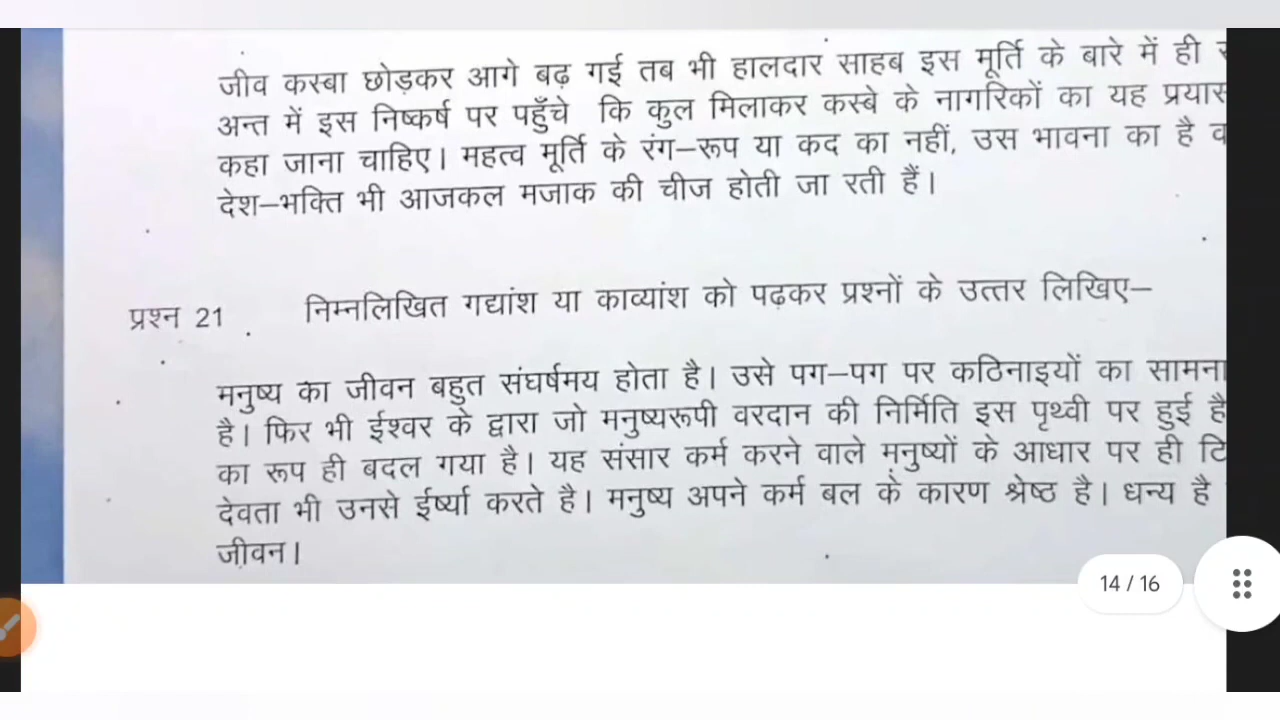 जीव कस्बा छोड़कर आगे बढ़ गई तब भी हालदार साहब इस मूर्ति के बारे में ही
अन्त में इस निष्कर्ष पर पहुँचे कि कुल मिलाकर कस्बे के नागरिकों का यह प्रयास
कहा जाना चाहिए। महत्व मूर्ति के रंग–रूप या कद का नहीं, उस भावना का है
देश–भक्ति भी आजकल मजाक की चीज होती जा रती हैं।
प्रश्न 21 निम्नलिखित गद्यांश या काव्यांश को पढ़कर प्रश्नों के उत्तर लिखिए–
मनुष्य का जीवन बहुत संघर्षमय होता है। उसे पग–पग पर कठिनाइयों का सामना
है। फिर भी ईश्वर के द्वारा जो मनुष्यरूपी वरदान की निर्मिति इस पृथ्वी पर हुई है
का रूप ही बदल गया है। यह संसार कर्म करने वाले मनुष्यों के आधार पर ही
देवता भी उनसे ईर्ष्या करते है। मनुष्य अपने कर्म बल के कारण श्रेष्ठ है। धन्य है
जीवन।
14 / 16